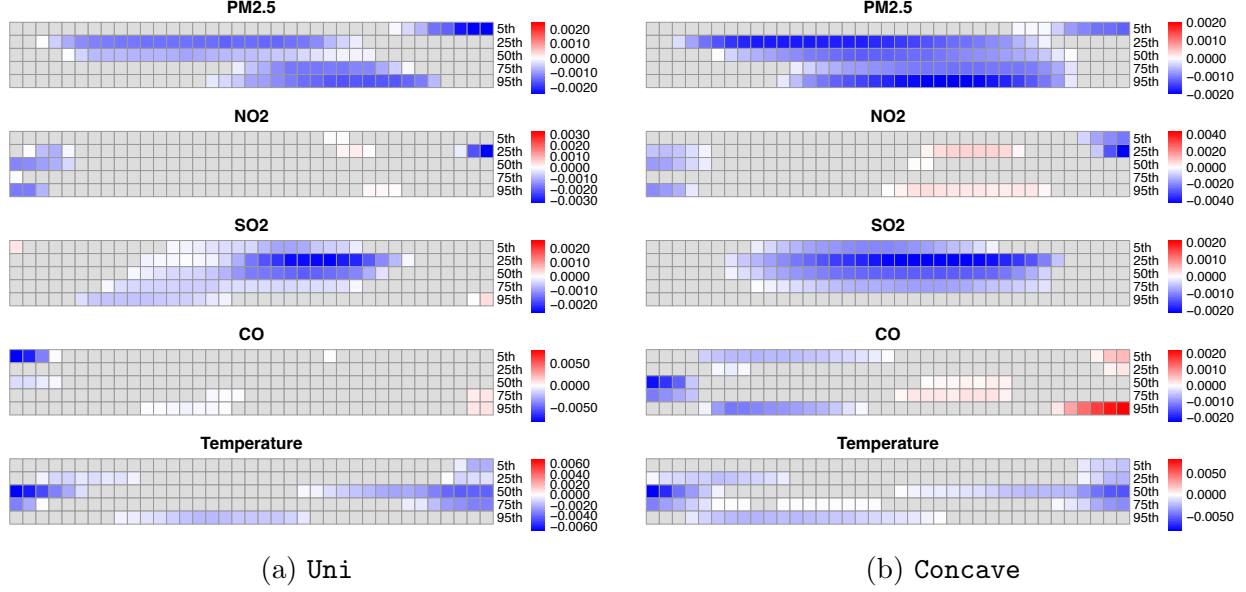 PM2.5
5th
25th
50th
75th
95th
0.0020
0.0010
0.0000
−0.0010
−0.0020
NO2
5th
25th
50th
75th
95th
0.0030
0.0020
0.0010
0.0000
−0.0010
−0.0020
−0.0030
SO2
5th
25th
50th
75th
95th
0.0020
0.0010
0.0000
−0.0010
−0.0020
CO
5th
25th
50th
75th
95th
0.0050
0.0000
−0.0050
Temperature
5th
25th
50th
75th
95th
0.0060
0.0040
0.0020
0.0000
−0.0020
−0.0040
−0.0060
(a) Uni
PM2.5
5th
25th
50th
75th
95th
0.0020
0.0010
0.0000
−0.0010
−0.0020
NO2
5th
25th
50th
75th
95th
0.0040
0.0020
0.0000
−0.0020
−0.0040
SO2
5th
25th
50th
75th
95th
0.0020
0.0010
0.0000
−0.0010
−0.0020
CO
5th
25th
50th
75th
95th
0.0020
0.0010
0.0000
−0.0010
−0.0020
Temperature
5th
25th
50th
75th
95th
0.0050
0.0000
−0.0050
(b) Concave